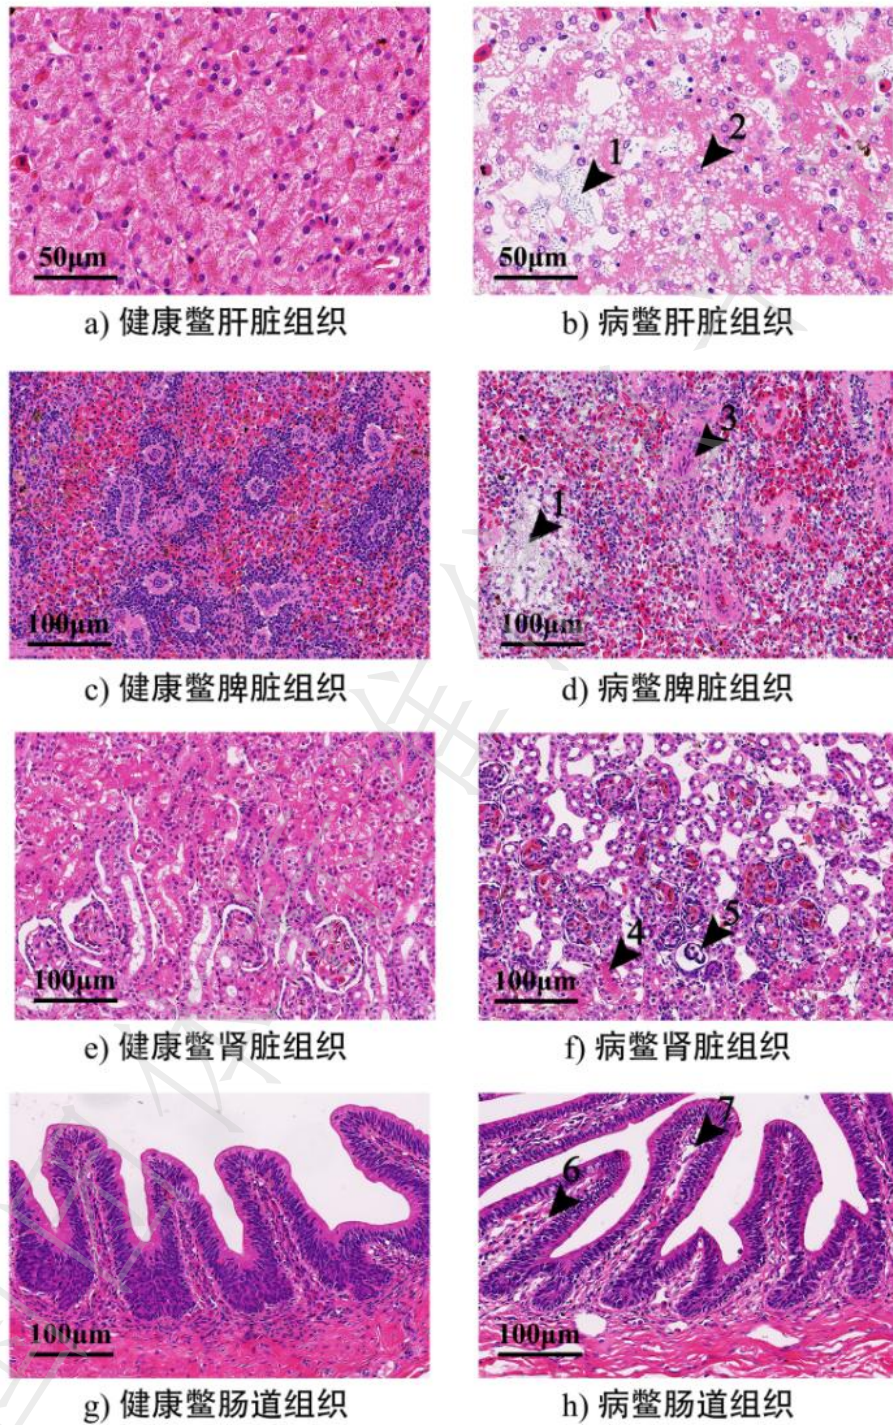 50μm
1
2
50μm
a) 健康鳖肝脏组织
b) 病鳖肝脏组织
100μm
3
1
100μm
c) 健康鳖脾脏组织
d) 病鳖脾脏组织
100μm
4
5
100μm
e) 健康鳖肾脏组织
f) 病鳖肾脏组织
100μm
7
6
100μm
g) 健康鳖肠道组织
h) 病鳖肠道组织